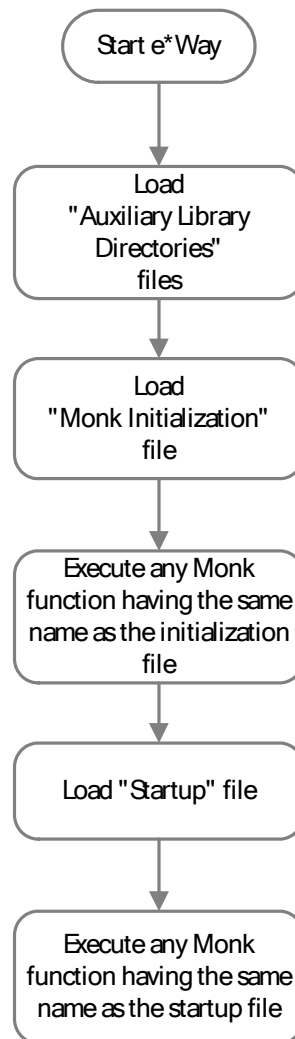 Start e*Way
Load
"Auxiliary Library
Directories"
files
Load
"Monk Initialization"
file
Execute any Monk
function having the same
name as the initialization
file
Load "Startup" file
Execute any Monk
function having the same
name as the startup file